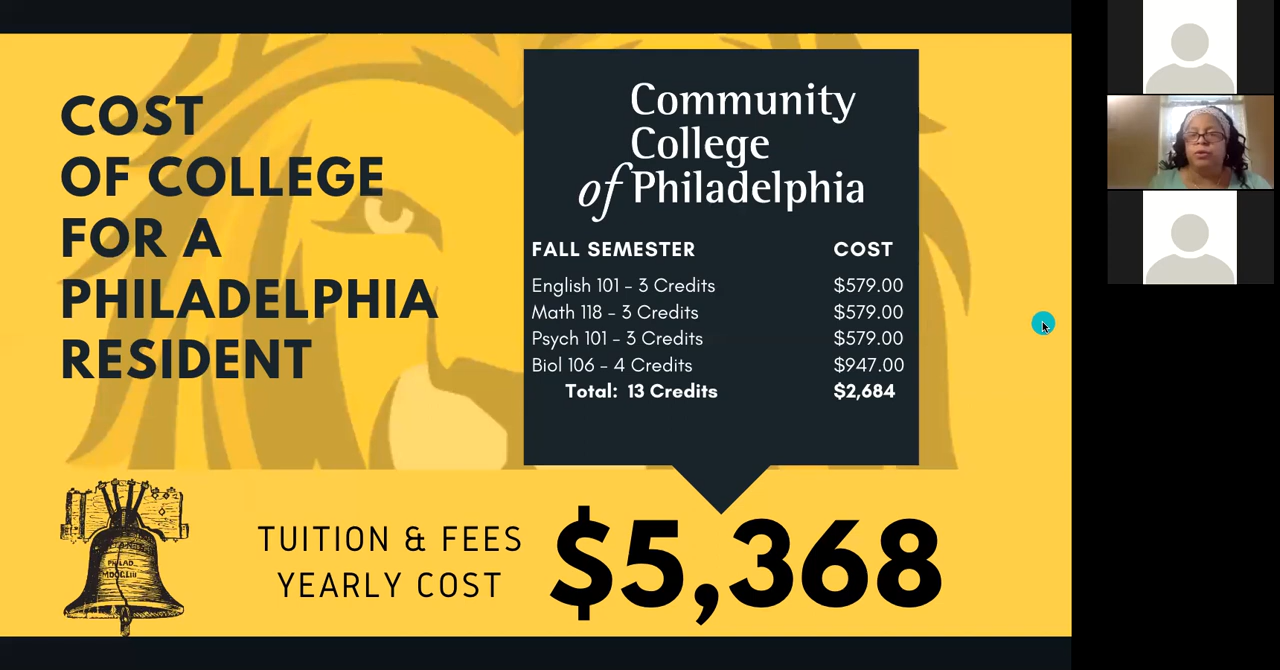 COST
OF COLLEGE
FOR A
PHILADELPHIA
RESIDENT
Community
College
of Philadelphia
FALL SEMESTER COST
English 101 - 3 Credits $579.00
Math 118 - 3 Credits $579.00
Psych 101 - 3 Credits $579.00
Biol 106 - 4 Credits $947.00
Total: 13 Credits $2,684
TUITION & FEES
YEARLY COST
$5,368
PHILAD
MDCCLIII